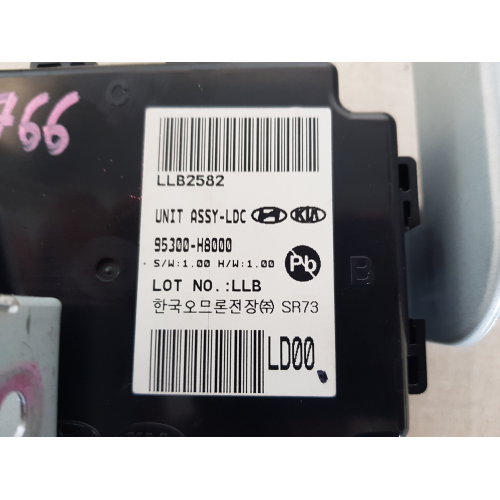 766
LLB2582
UNIT ASSY-LDC KIA
95300-H8000
S/W:1.00 H/W:1.00
Pb
LOT NO.:LLB
한국오므론전장㈜ SR73
LD00
B